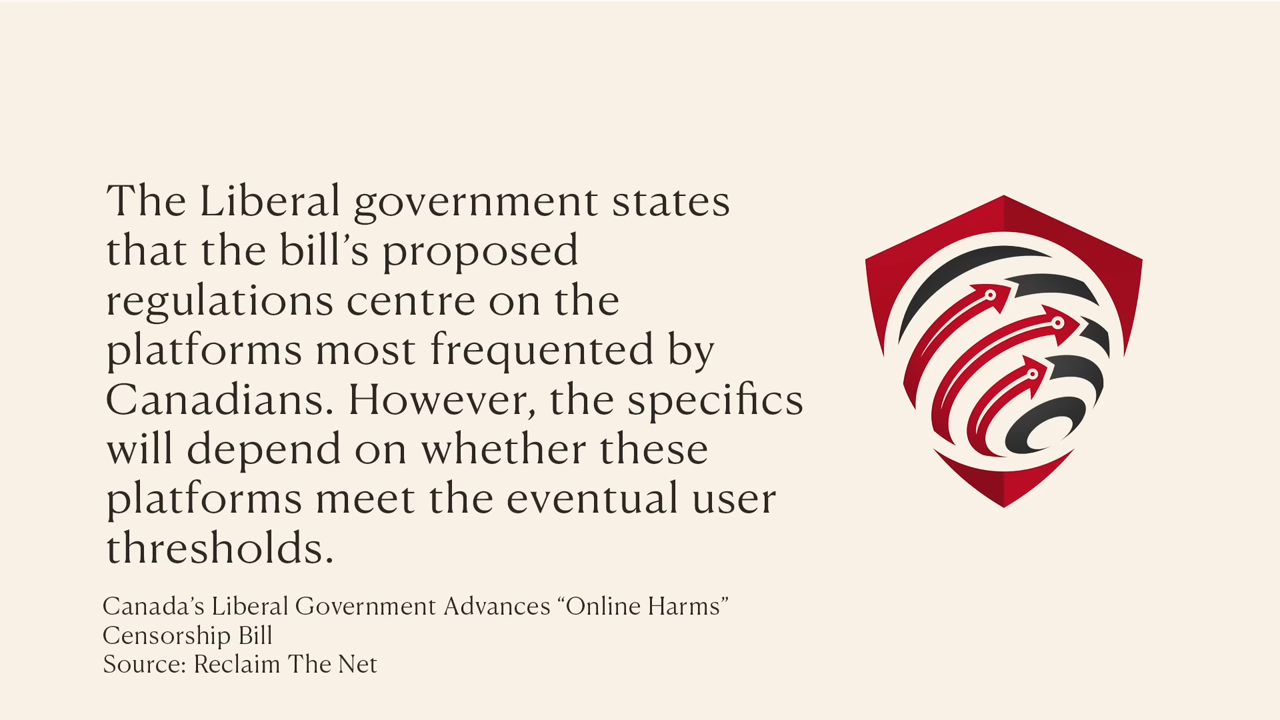 The Liberal government states
that the bill’s proposed
regulations centre on the
platforms most frequented by
Canadians. However, the specifics
will depend on whether these
platforms meet the eventual user
thresholds.
Canada’s Liberal Government Advances “Online Harms”
Censorship Bill
Source: Reclaim The Net